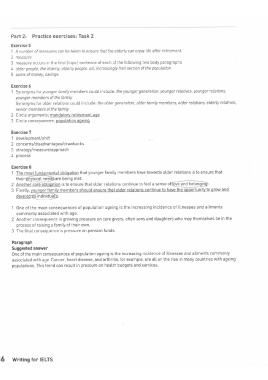 Part 2: Practice exercises: Task 2
Exercise 5
1 A number of measures can be taken to ensure that the elderly can enjoy life after retirement.
2 measure
3 measure occurs in the first (topic) sentence of each of the following two body paragraphs
4 older people, the elderly, elderly people, an increasingly frail section of the population
5 sums of money, savings
Exercise 6
1 Synonyms for younger family members could include: the younger generation, younger relatives, younger relations,
younger members of the family
Synonyms for older relations could include: the older generation, older family members, older relations, elderly relatives,
senior members of the family
2 Circle arguments: mandatory retirement age
3 Circle consequences: population ageing
Exercise 7
1 development/shift
2 concerns/disadvantages/drawbacks
3 strategy/measure/approach
4 process
Exercise 8
1 The most fundamental obligation that younger family members have towards older relations is to ensure that
their physical needs are being met.
2 Another core obligation is to ensure that older relations continue to feel a sense of love and belonging.
3 Finally, younger family members should ensure that older relations continue to have the opportunity to grow and
develop as individuals.
1 One of the main consequences of population ageing is the increasing incidence of illnesses and ailments
commonly associated with age.
2 Another consequence is growing pressure on care givers, often sons and daughters who may themselves be in the
process of raising a family of their own.
3 The final consequence is pressure on pension funds.
Paragraph
Suggested answer
One of the main consequences of population ageing is the increasing incidence of illnesses and ailments commonly
associated with age. Cancer, heart disease, and arthritis, for example, are all on the rise in many countries with ageing
populations. This trend can result in pressure on health budgets and services.
6 Writing for IELTS